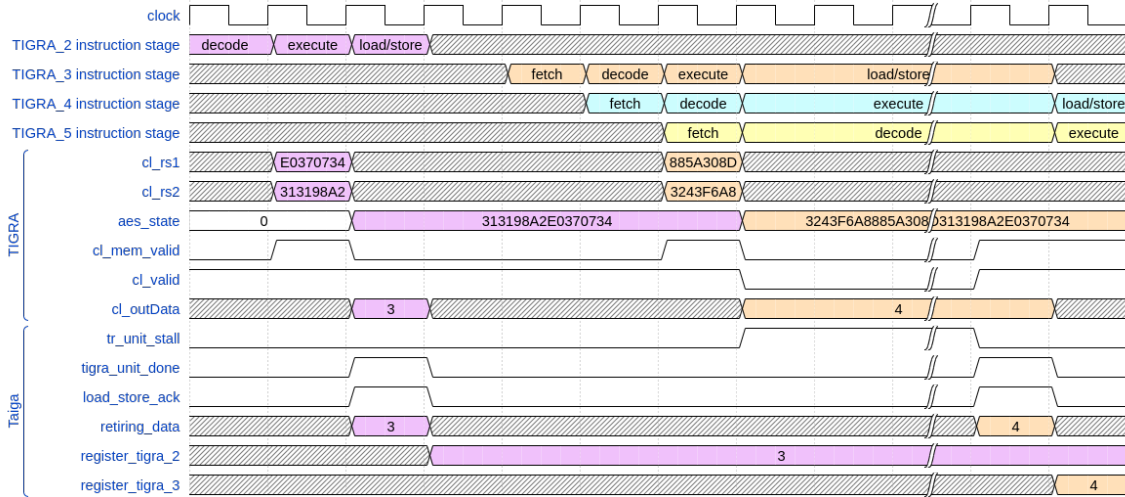 clock
TIGRA_2 instruction stage decode execute load/store
TIGRA_3 instruction stage fetch decode execute load/store
TIGRA_4 instruction stage fetch decode execute load/store
TIGRA_5 instruction stage fetch decode execute
TIGRA
cl_rs1 E0370734 885A308D
cl_rs2 313198A2 3243F6A8
aes_state 0 313198A2E0370734 3243F6A8885A308D313198A2E0370734
cl_mem_valid
cl_valid
cl_outData 3 4
Taiga
tr_unit_stall
tigra_unit_done
load_store_ack
retiring_data 3 4
register_tigra_2 3
register_tigra_3 4